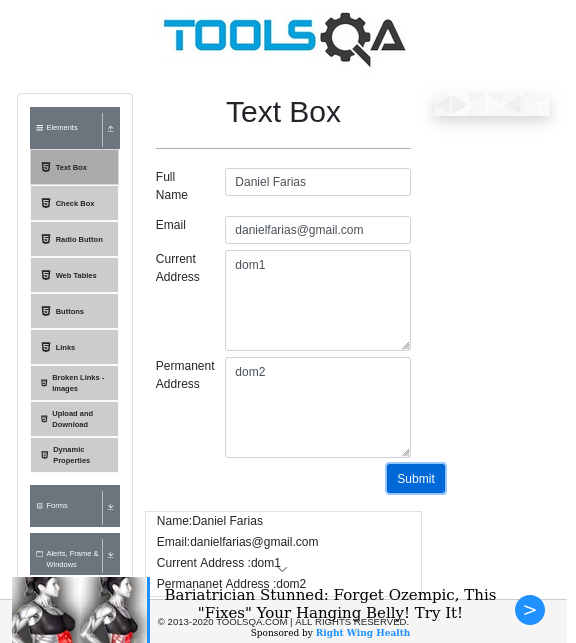 TOOLSQA
Text Box
Elements
Text Box
Check Box
Radio Button
Web Tables
Buttons
Links
Broken Links -
Images
Upload and
Download
Dynamic
Properties
Forms
Alerts, Frame &
Windows
Full
Name
Daniel Farias
Email
danielfarias@gmail.com
Current
Address
dom1
Permanent
Address
dom2
Submit
Name:Daniel Farias
Email:danielfarias@gmail.com
Current Address :dom1
Permananet Address :dom2
Bariatrician Stunned: Forget Ozempic, This
"Fixes" Your Hanging Belly! Try It!
© 2013-2020 TOOLSQA.COM | ALL RIGHTS RESERVED.
Sponsored by Right Wing Health